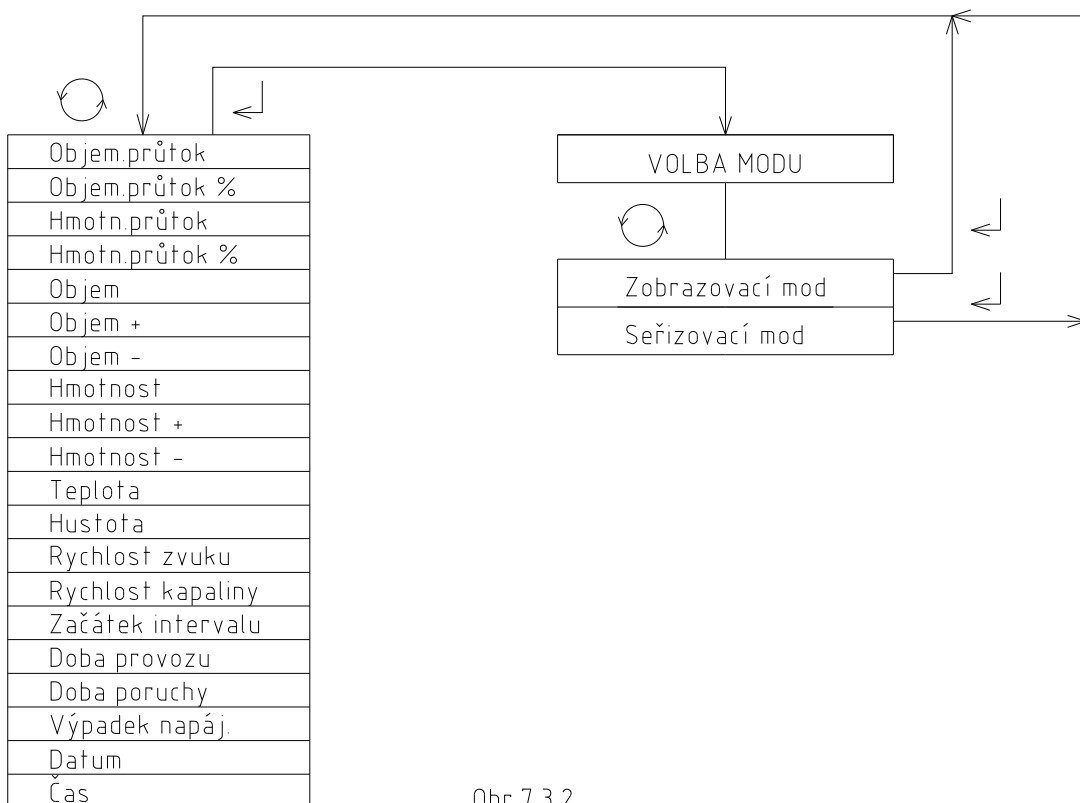 Objem.průtok
Objem.průtok %
Hmotn.průtok
Hmotn.průtok %
Objem
Objem +
Objem -
Hmotnost
Hmotnost +
Hmotnost -
Teplota
Hustota
Rychlost zvuku
Rychlost kapaliny
Začátek intervalu
Doba provozu
Doba poruchy
Výpadek napáj.
Datum
Čas
VOLBA MODU
Zobrazovací mod
Seřizovací mod
Obr.7.3.2